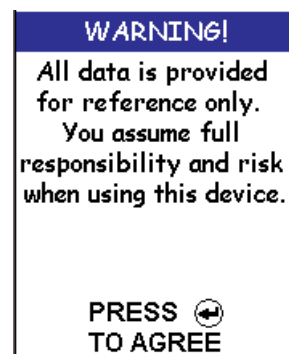 WARNING!
All data is provided
for reference only.
You assume full
responsibility and risk
when using this device.
PRESS
TO AGREE